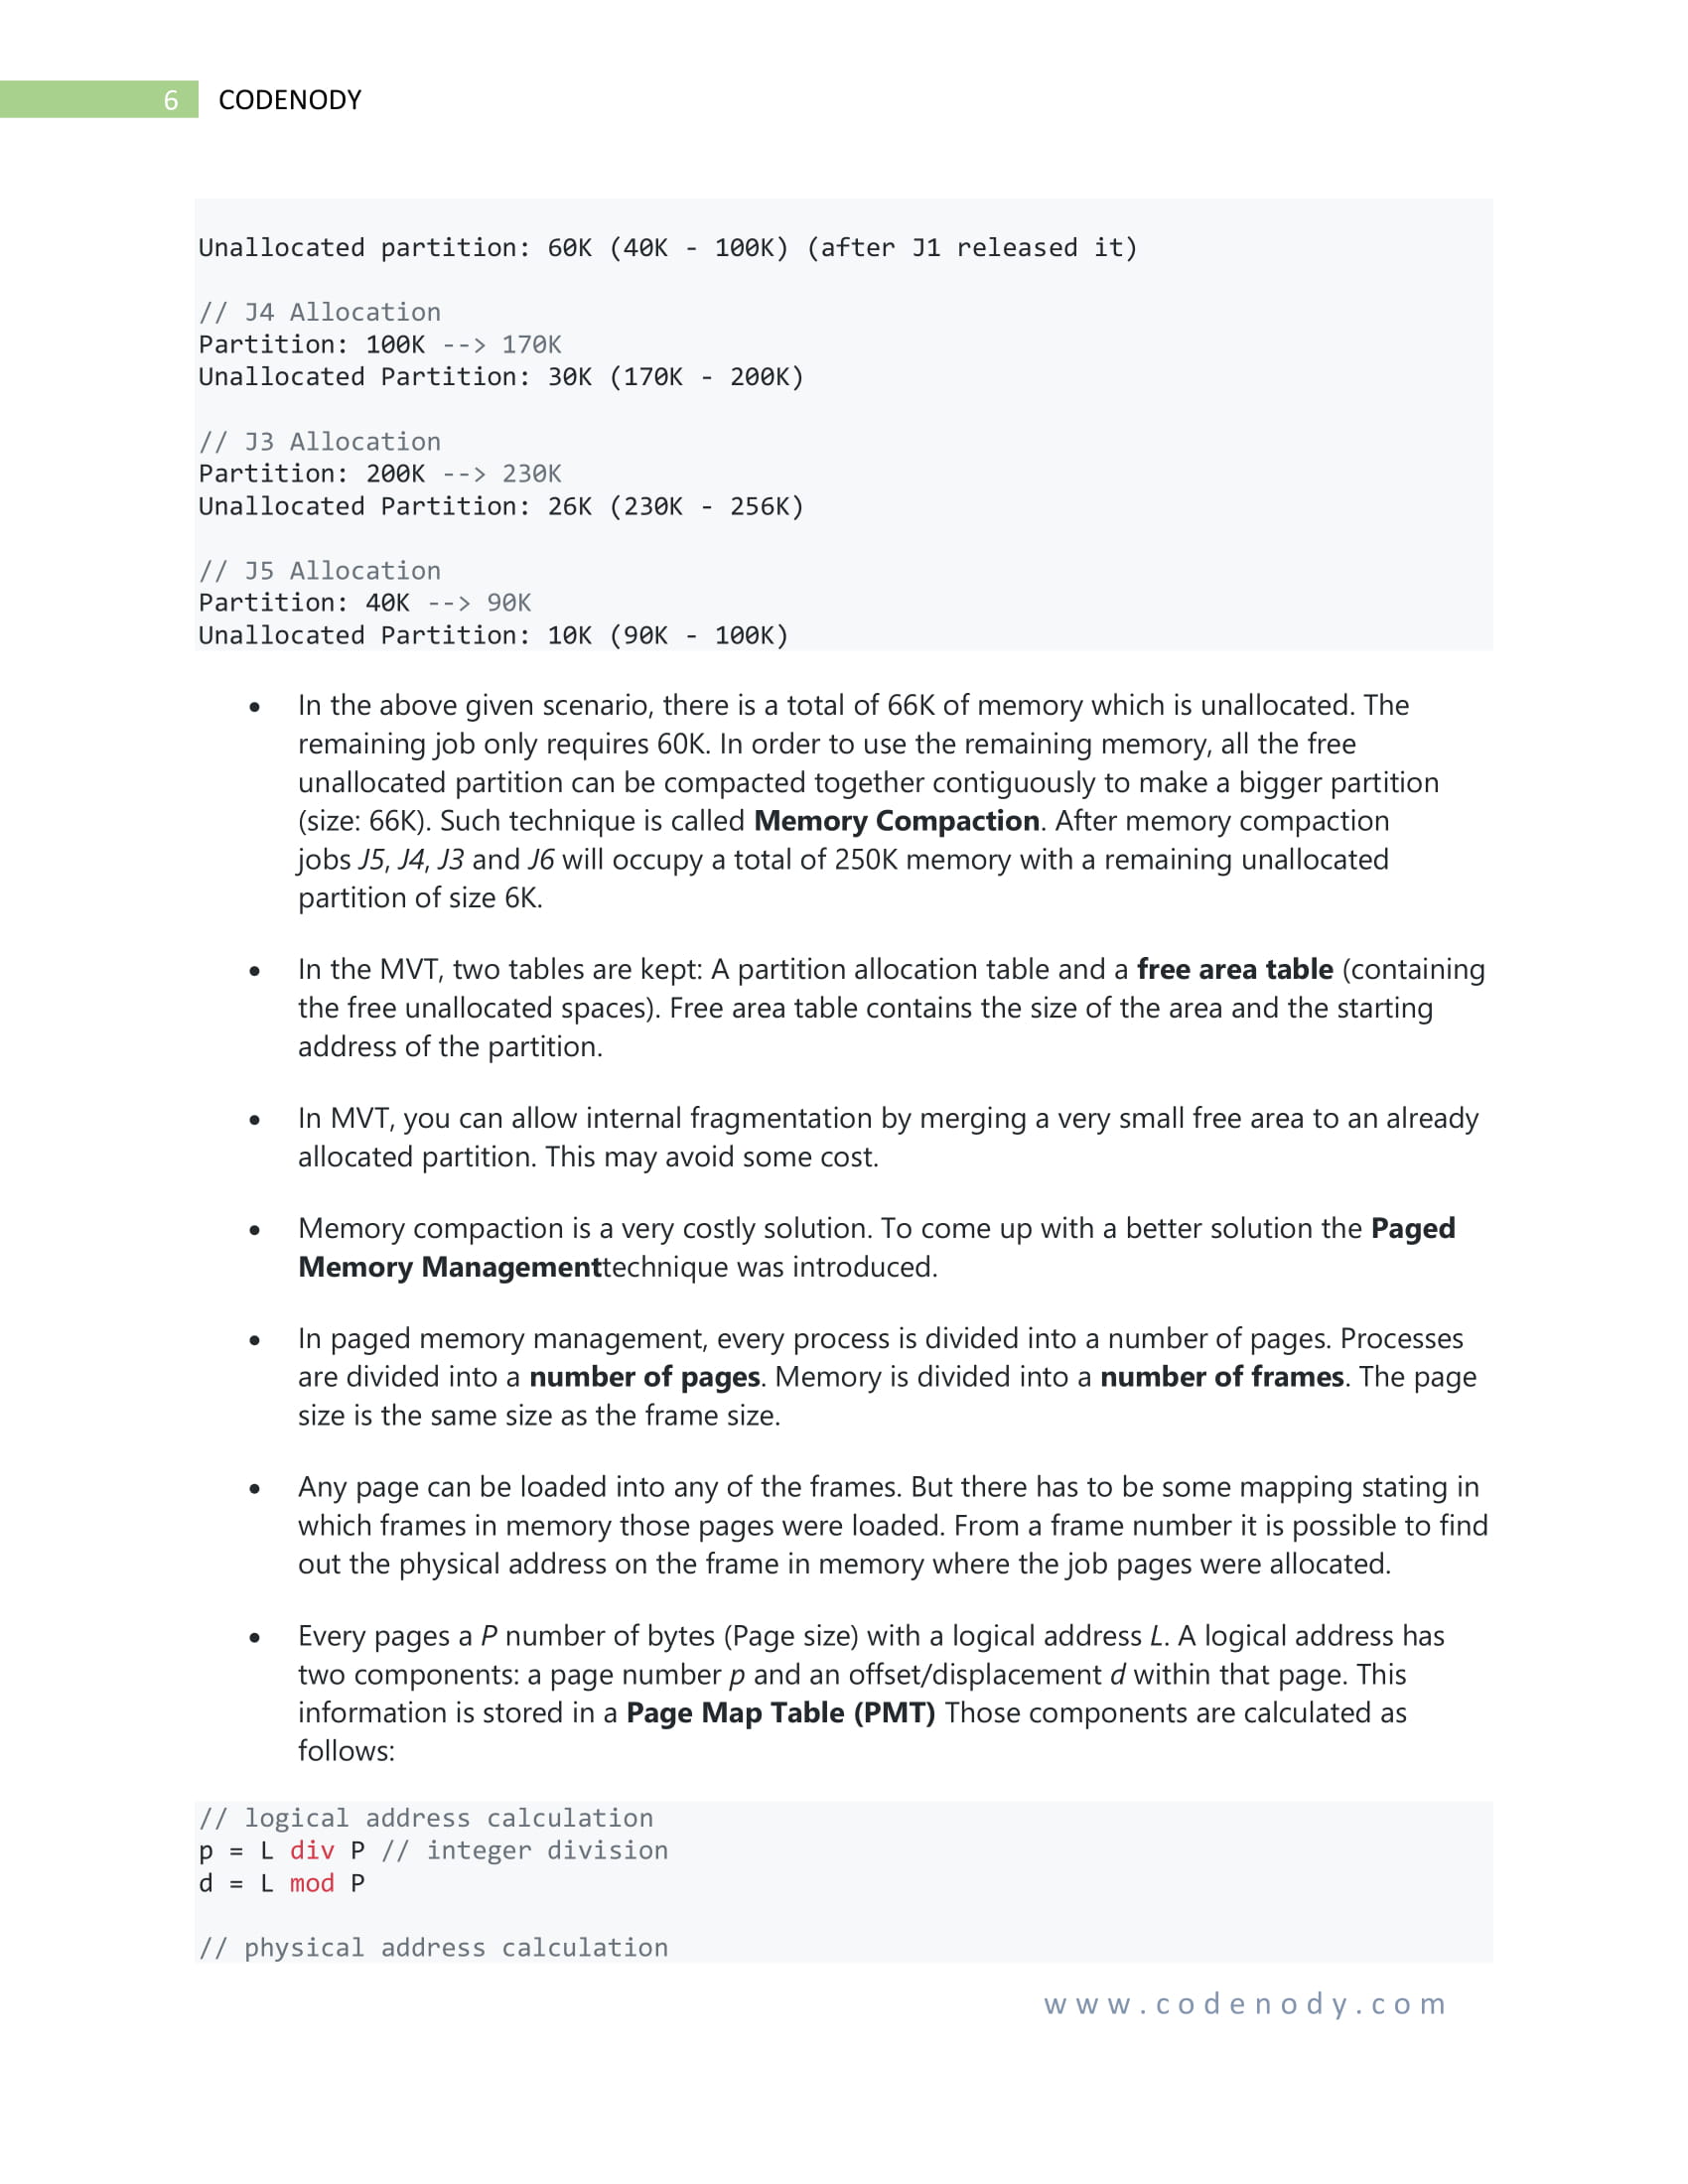 6 CODENODY
Unallocated partition: 60K (40K - 100K) (after J1 released it)
// J4 Allocation
Partition: 100K --> 170K
Unallocated Partition: 30K (170K - 200K)
// J3 Allocation
Partition: 200K --> 230K
Unallocated Partition: 26K (230K - 256K)
// J5 Allocation
Partition: 40K --> 90K
Unallocated Partition: 10K (90K - 100K)
• In the above given scenario, there is a total of 66K of memory which is unallocated. The
remaining job only requires 60K. In order to use the remaining memory, all the free
unallocated partition can be compacted together contiguously to make a bigger partition
(size: 66K). Such technique is called Memory Compaction. After memory compaction
jobs J5, J4, J3 and J6 will occupy a total of 250K memory with a remaining unallocated
partition of size 6K.
• In the MVT, two tables are kept: A partition allocation table and a free area table (containing
the free unallocated spaces). Free area table contains the size of the area and the starting
address of the partition.
• In MVT, you can allow internal fragmentation by merging a very small free area to an already
allocated partition. This may avoid some cost.
• Memory compaction is a very costly solution. To come up with a better solution the Paged
Memory Managementtechnique was introduced.
• In paged memory management, every process is divided into a number of pages. Processes
are divided into a number of pages. Memory is divided into a number of frames. The page
size is the same size as the frame size.
• Any page can be loaded into any of the frames. But there has to be some mapping stating in
which frames in memory those pages were loaded. From a frame number it is possible to find
out the physical address on the frame in memory where the job pages were allocated.
• Every pages a P number of bytes (Page size) with a logical address L. A logical address has
two components: a page number p and an offset/displacement d within that page. This
information is stored in a Page Map Table (PMT) Those components are calculated as
follows:
// logical address calculation
p = L div P // integer division
d = L mod P
// physical address calculation
www.codenody.com